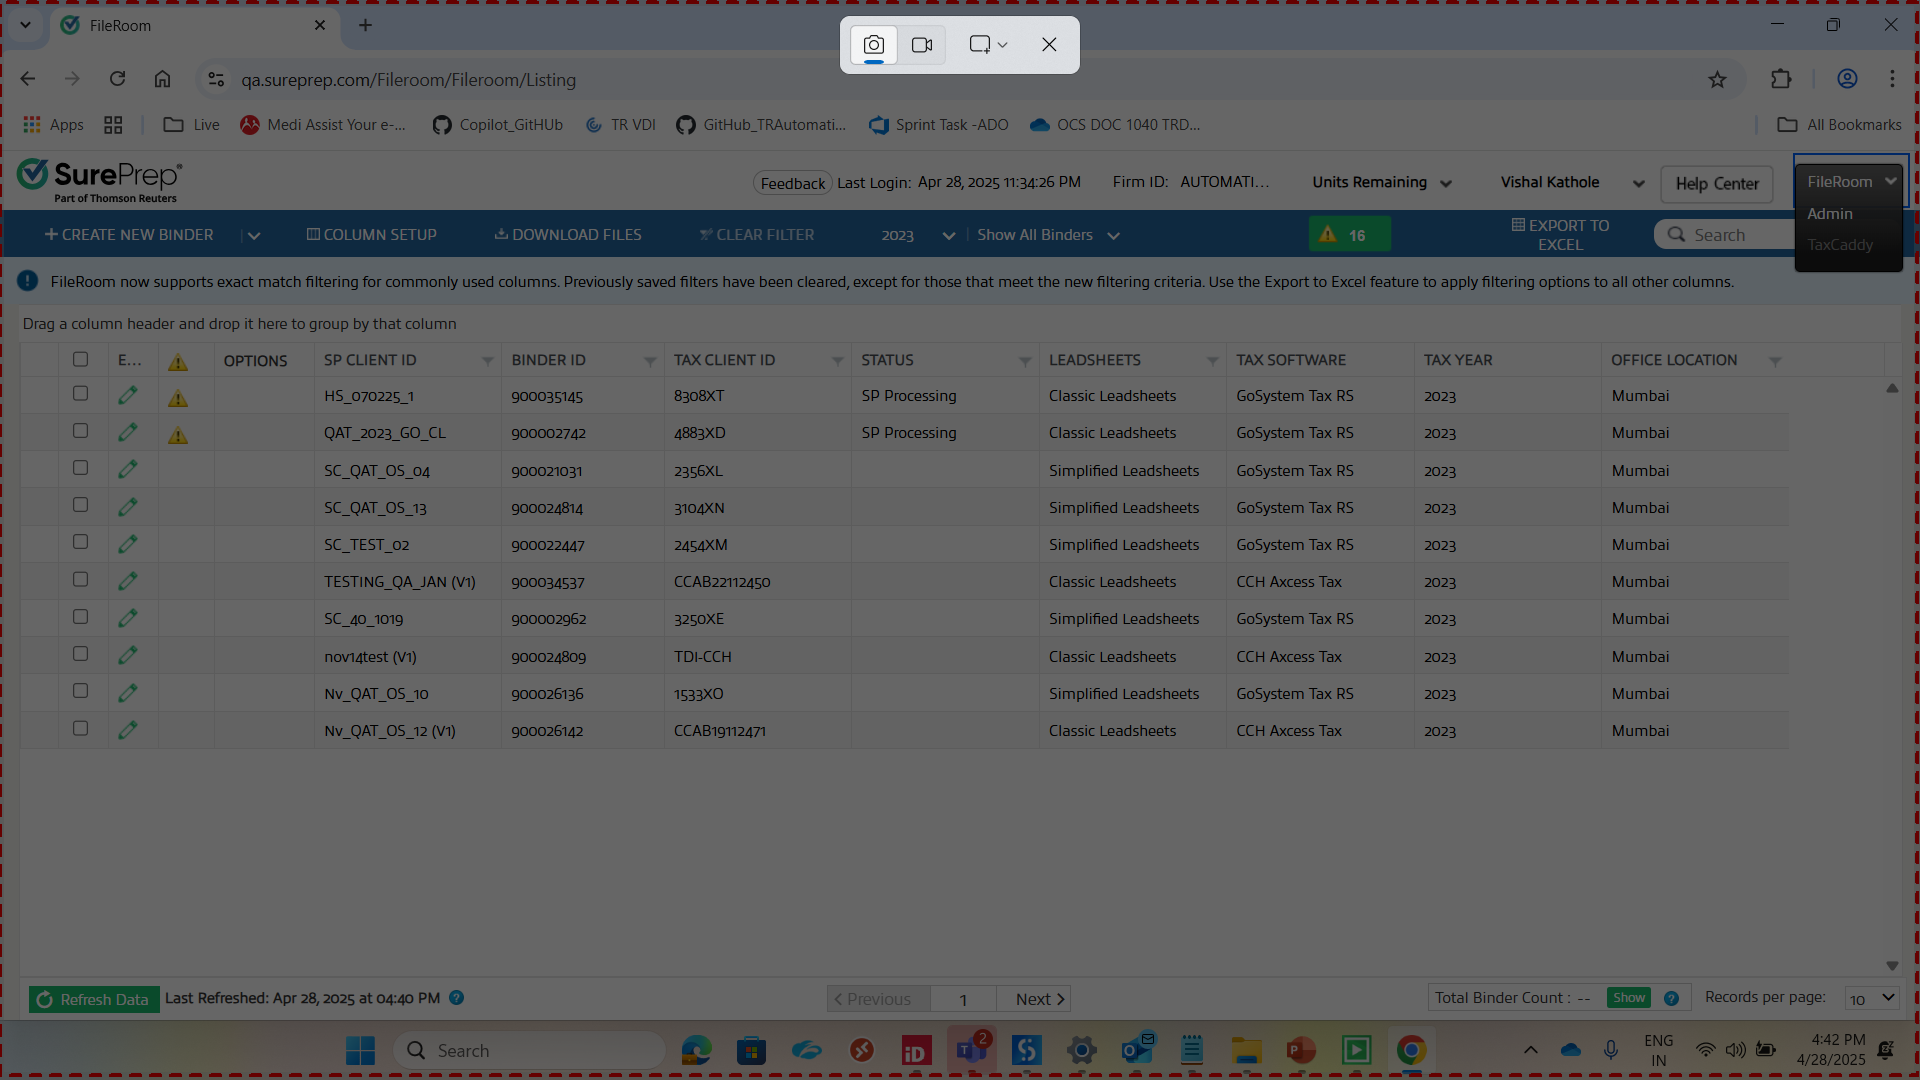 FileRoom
qa.sureprep.com/Fileroom/Fileroom/Listing
Apps Live Medi Assist Your e-... Copilot_GitHUb TR VDI GitHub_TRAutomati... Sprint Task -ADO OCS DOC 1040 TRD... All Bookmarks
SurePrep®
Part of Thomson Reuters
Feedback Last Login: Apr 28, 2025 11:34:26 PM Firm ID: AUTOMATI... Units Remaining Vishal Kathole Help Center FileRoom
Admin
TaxCaddy
CREATE NEW BINDER COLUMN SETUP DOWNLOAD FILES CLEAR FILTER 2023 Show All Binders 16 EXPORT TO EXCEL Search
FileRoom now supports exact match filtering for commonly used columns. Previously saved filters have been cleared, except for those that meet the new filtering criteria. Use the Export to Excel feature to apply filtering options to all other columns.
Drag a column header and drop it here to group by that column
E... OPTIONS SP CLIENT ID BINDER ID TAX CLIENT ID STATUS LEADSHEETS TAX SOFTWARE TAX YEAR OFFICE LOCATION
HS_070225_1 900035145 8308XT SP Processing Classic Leadsheets GoSystem Tax RS 2023 Mumbai
QAT_2023_GO_CL 900002742 4883XD SP Processing Classic Leadsheets GoSystem Tax RS 2023 Mumbai
SC_QAT_OS_04 900021031 2356XL Simplified Leadsheets GoSystem Tax RS 2023 Mumbai
SC_QAT_OS_13 900024814 3104XN Simplified Leadsheets GoSystem Tax RS 2023 Mumbai
SC_TEST_02 900022447 2454XM Simplified Leadsheets GoSystem Tax RS 2023 Mumbai
TESTING_QA_JAN (V1) 900034537 CCAB22112450 Classic Leadsheets CCH Axcess Tax 2023 Mumbai
SC_40_1019 900002962 3250XE Simplified Leadsheets GoSystem Tax RS 2023 Mumbai
nov14test (V1) 900024809 TDI-CCH Classic Leadsheets CCH Axcess Tax 2023 Mumbai
Nv_QAT_OS_10 900026136 1533XO Simplified Leadsheets GoSystem Tax RS 2023 Mumbai
Nv_QAT_OS_12 (V1) 900026142 CCAB19112471 Classic Leadsheets CCH Axcess Tax 2023 Mumbai
Refresh Data Last Refreshed: Apr 28, 2025 at 04:40 PM Previous 1 Next Total Binder Count : -- Show Records per page: 10
Search iD 2 ENG 4:42 PM
IN 4/28/2025